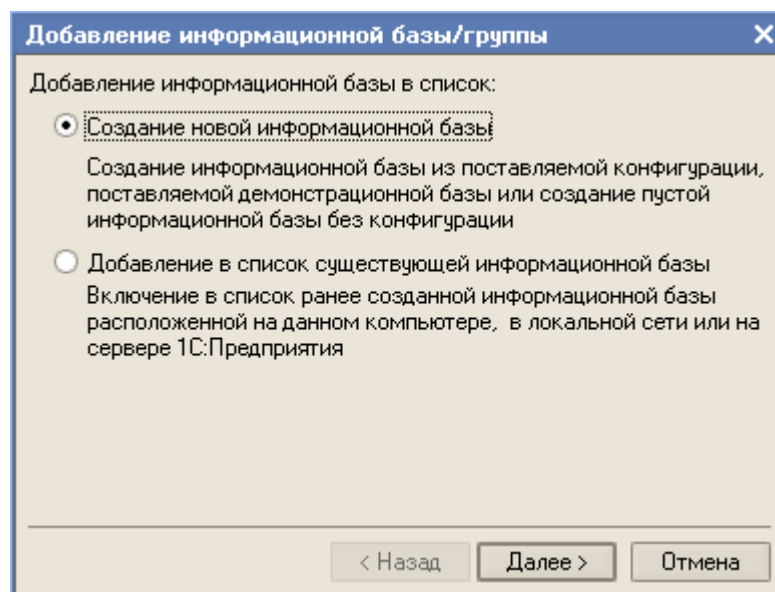 Добавление информационной базы/группы
Добавление информационной базы в список:
Создание новой информационной базы
Создание информационной базы из поставляемой конфигурации,
поставляемой демонстрационной базы или создание пустой
информационной базы без конфигурации
Добавление в список существующей информационной базы
Включение в список ранее созданной информационной базы
расположенной на данном компьютере, в локальной сети или на
сервере 1С:Предприятия
< Назад
Далее >
Отмена